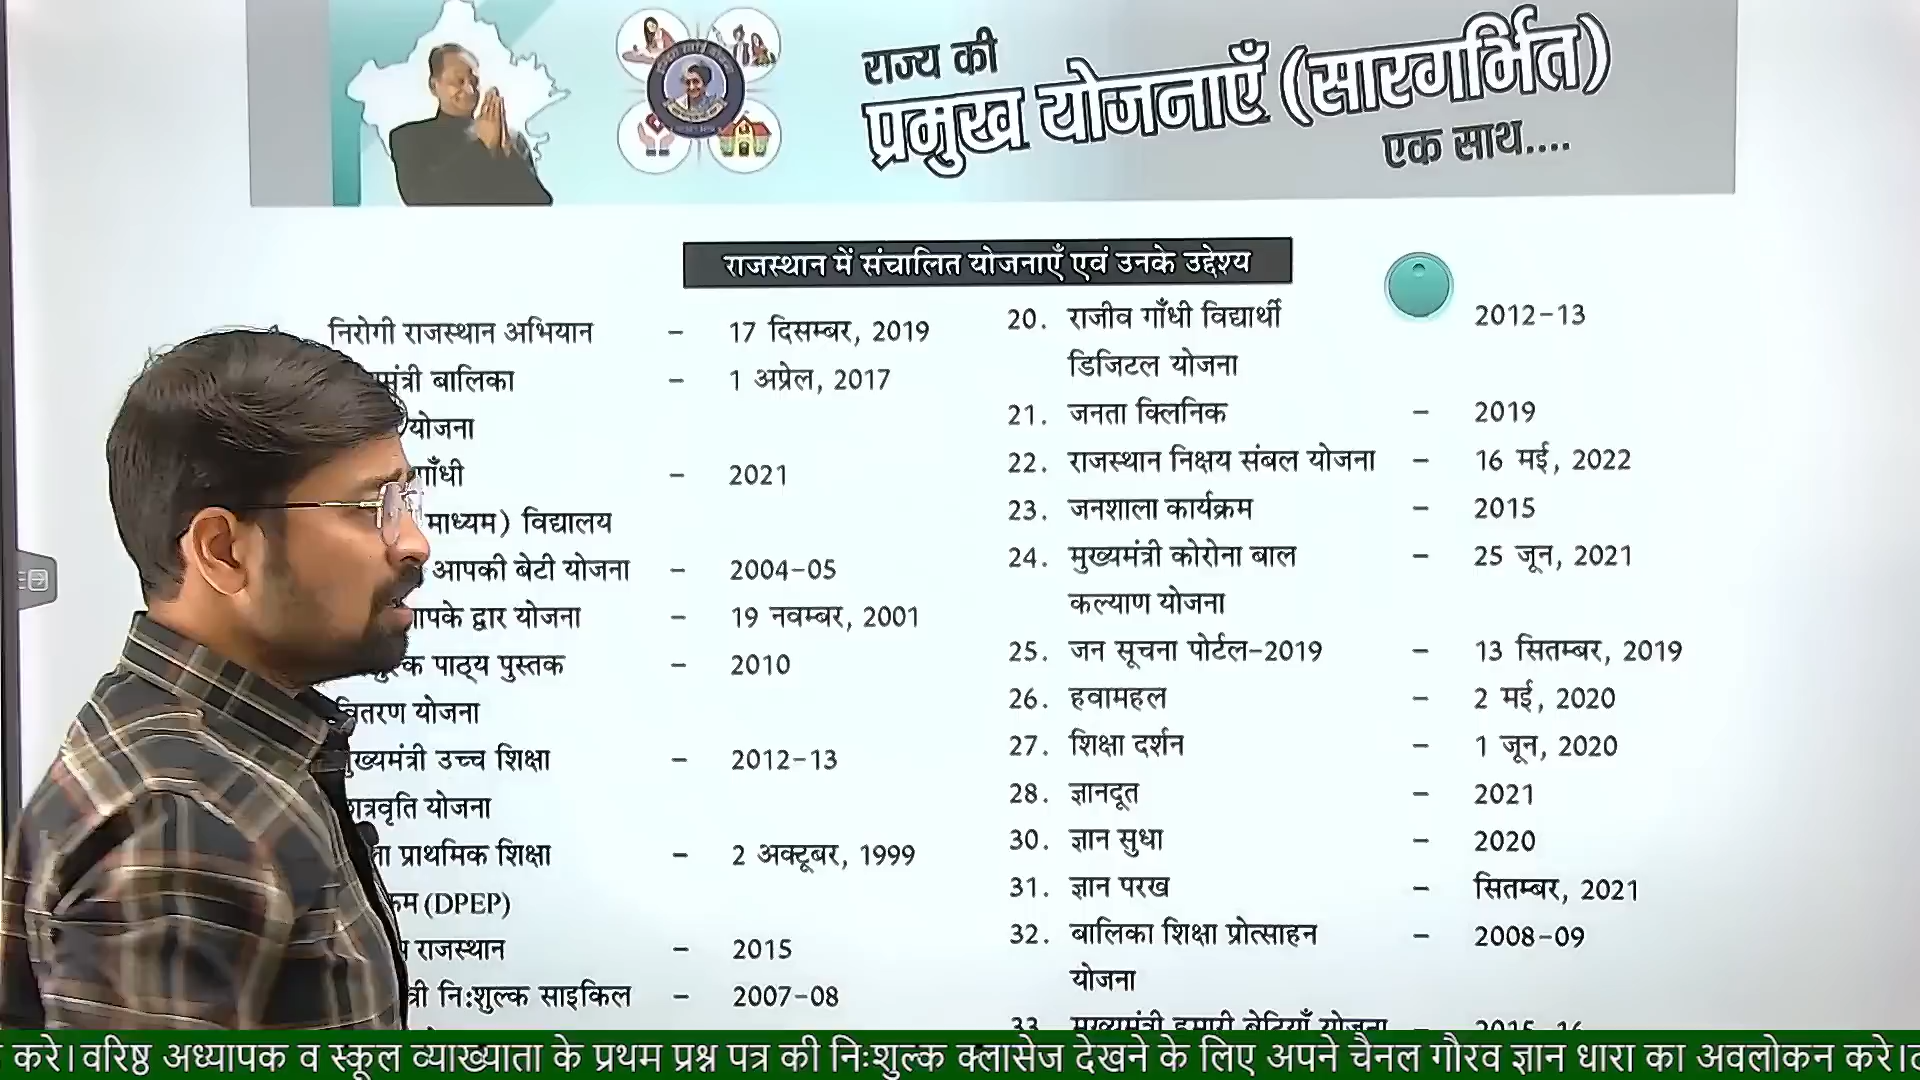 राज्य की
प्रमुख योजनाएँ (सारगर्भित)
एक साथ....
राजस्थान में संचालित योजनाएँ एवं उनके उद्देश्य
निरोगी राजस्थान अभियान – 17 दिसम्बर, 2019
बालिका – 1 अप्रेल, 2017
योजना
गाँधी – 2021
माध्यम) विद्यालय
आपकी बेटी योजना – 2004-05
द्वार योजना – 19 नवम्बर, 2001
पाठ्य पुस्तक – 2010
वितरण योजना
मुख्यमंत्री उच्च शिक्षा – 2012-13
छात्रवृति योजना
प्राथमिक शिक्षा – 2 अक्टूबर, 1999
(DPEP)
राजस्थान – 2015
नि:शुल्क साइकिल – 2007-08
20. राजीव गाँधी विद्यार्थी 2012-13
डिजिटल योजना
21. जनता क्लिनिक – 2019
22. राजस्थान निक्षय संबल योजना – 16 मई, 2022
23. जनशाला कार्यक्रम – 2015
24. मुख्यमंत्री कोरोना बाल – 25 जून, 2021
कल्याण योजना
25. जन सूचना पोर्टल-2019 – 13 सितम्बर, 2019
26. हवामहल – 2 मई, 2020
27. शिक्षा दर्शन – 1 जून, 2020
28. ज्ञानदूत – 2021
30. ज्ञान सुधा – 2020
31. ज्ञान परख – सितम्बर, 2021
32. बालिका शिक्षा प्रोत्साहन – 2008-09
योजना
33. मुख्यमंत्री हमारी बेटियाँ योजना – 2015-16
करे। वरिष्ठ अध्यापक व स्कूल व्याख्याता के प्रथम प्रश्न पत्र की निःशुल्क क्लासेज देखने के लिए अपने चैनल गौरव ज्ञान धारा का अवलोकन करे।